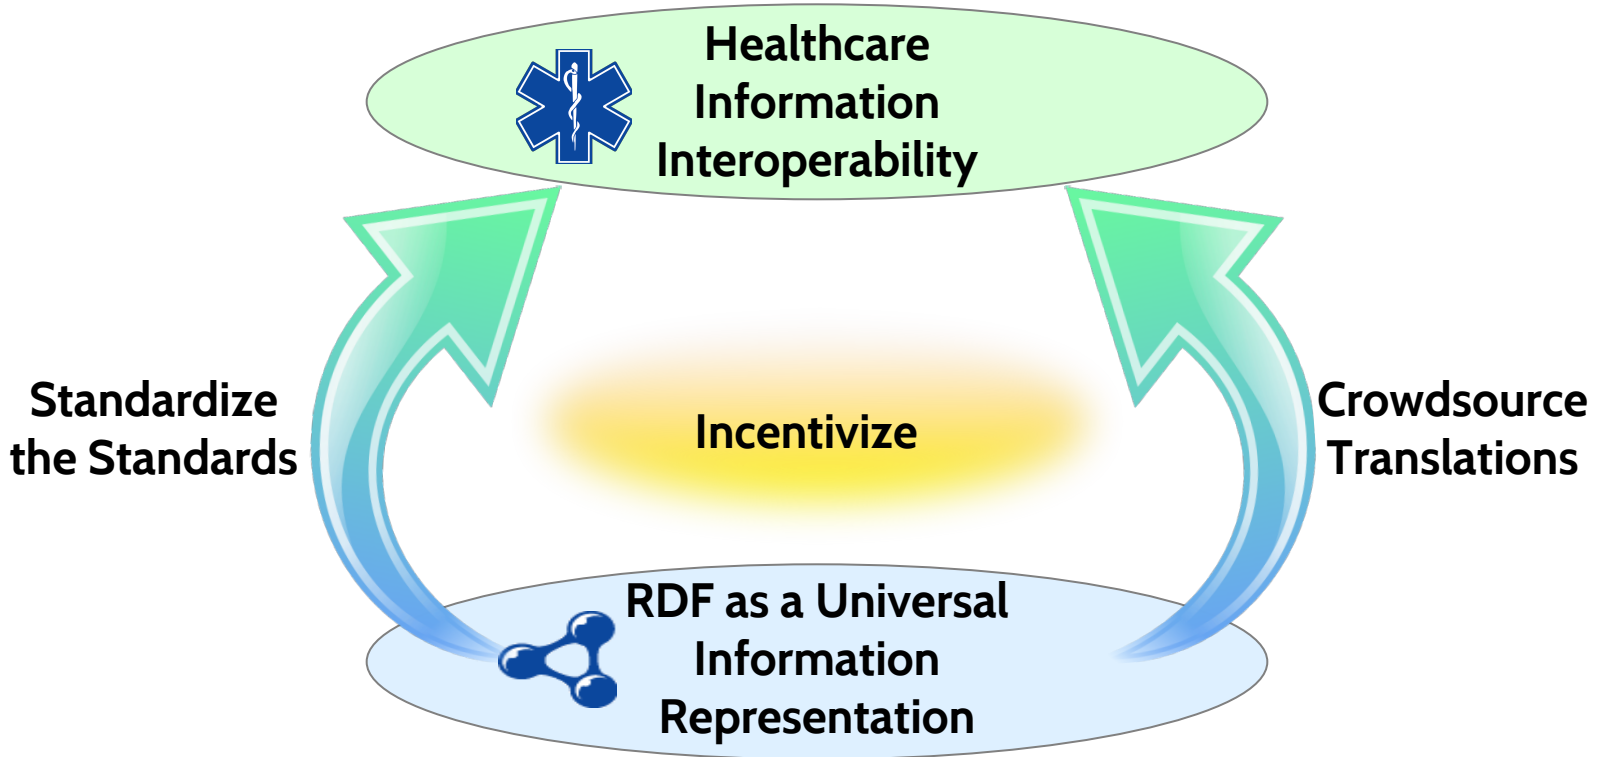 Healthcare
Information
Interoperability
Standardize
the Standards
Incentivize
Crowdsource
Translations
RDF as a Universal
Information
Representation